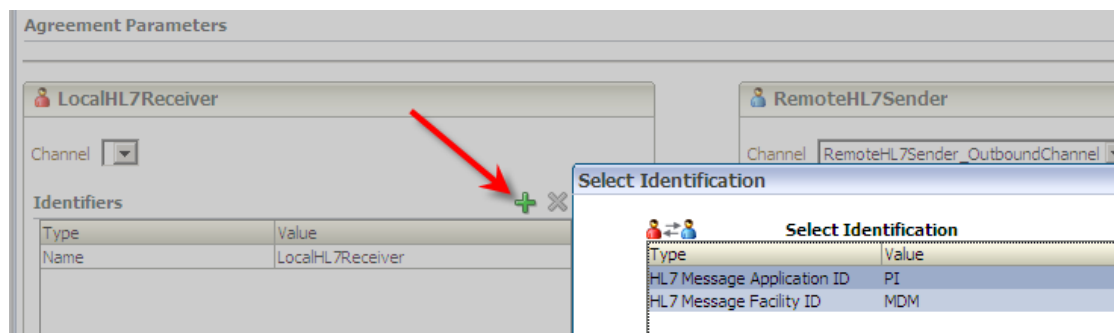 Agreement Parameters
LocalHL7Receiver
Channel
Identifiers
Type Value
Name LocalHL7Receiver
RemoteHL7Sender
Channel RemoteHL7Sender_OutboundChannel
Select Identification
Select Identification
Type Value
HL7 Message Application ID PI
HL7 Message Facility ID MDM